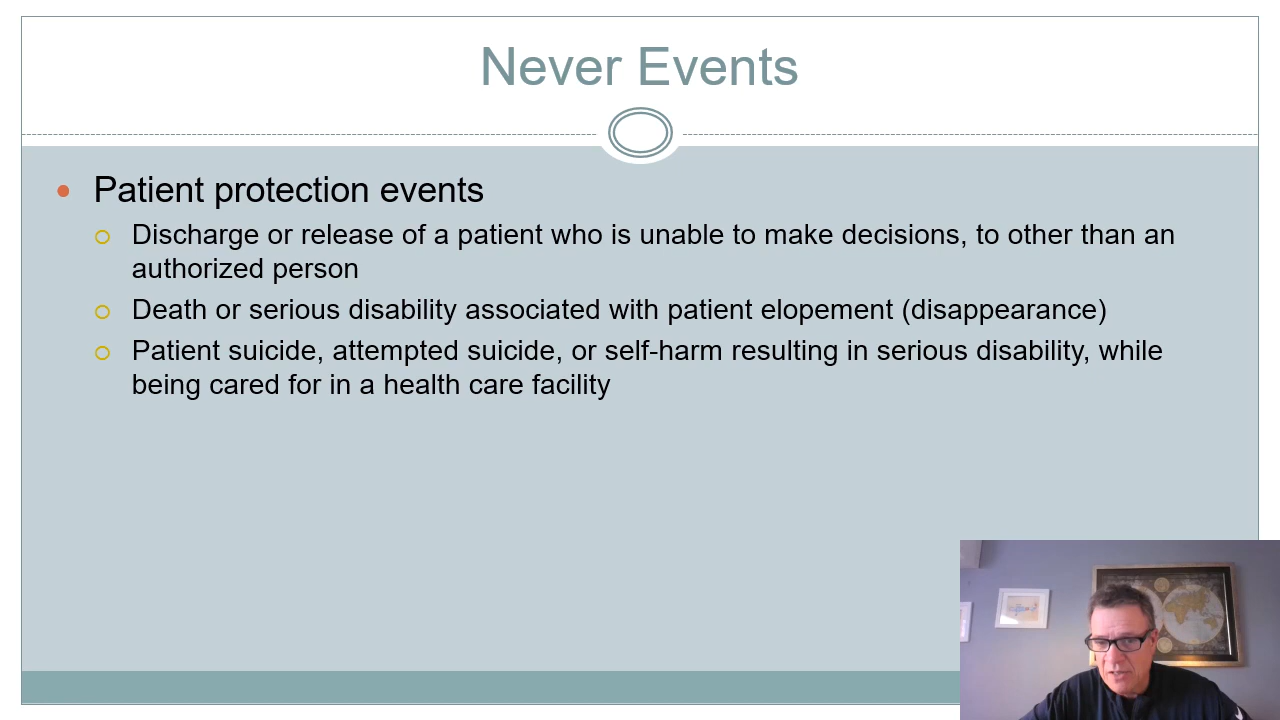 Never Events
Patient protection events
Discharge or release of a patient who is unable to make decisions, to other than an
authorized person
Death or serious disability associated with patient elopement (disappearance)
Patient suicide, attempted suicide, or self-harm resulting in serious disability, while
being cared for in a health care facility